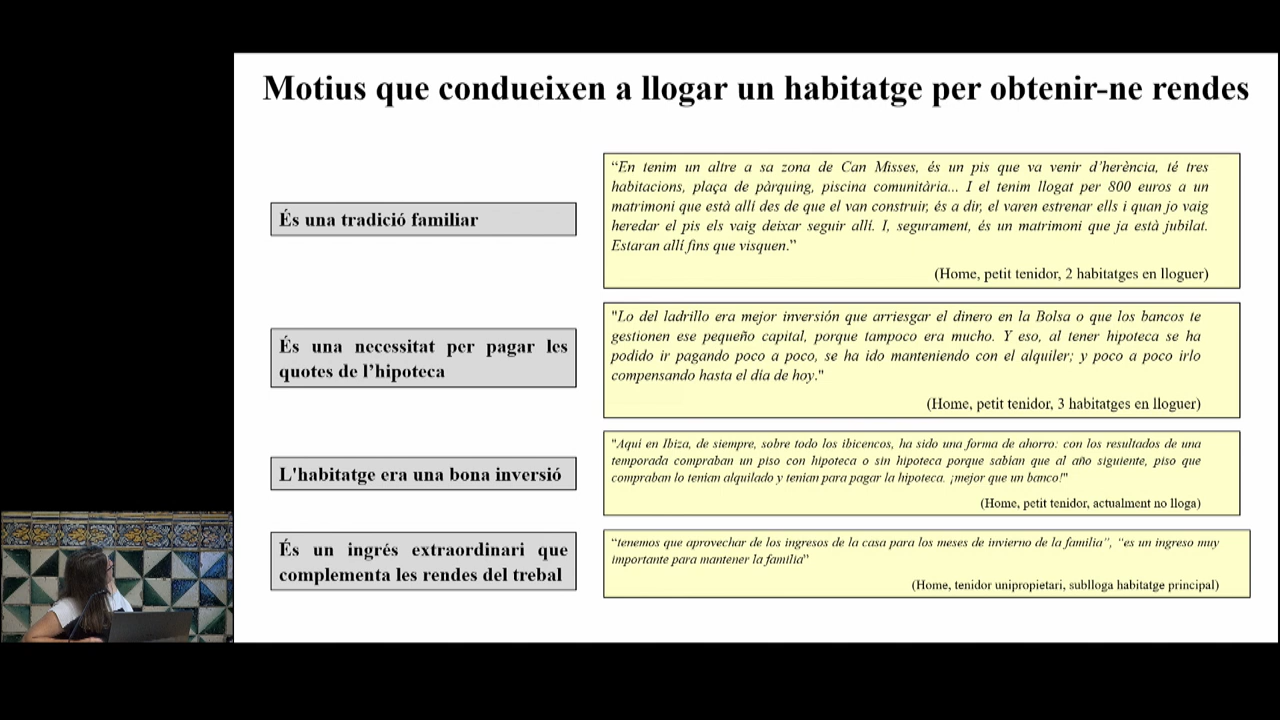 Motius que condueixen a llogar un habitatge per obtenir-ne rendes
És una tradició familiar
“En tenim un altre a sa zona de Can Misses, és un pis que va venir d’herència, té tres
habitacions, plaça de pàrquing, piscina comunitària... I el tenim llogat per 800 euros a un
matrimoni que està allí des de que el van construir, és a dir, el varen estrenar ells i quan jo vaig
heredar el pis els vaig deixar seguir allí. I, segurament, és un matrimoni que ja està jubilat.
Estaran allí fins que visquen.”
(Home, petit tenidor, 2 habitatges en lloguer)
És una necessitat per pagar les
quotes de l’hipoteca
"Lo del ladrillo era mejor inversión que arriesgar el dinero en la Bolsa o que los bancos te
gestionen ese pequeño capital, porque tampoco era mucho. Y eso, al tener hipoteca se ha
podido ir pagando poco a poco, se ha ido manteniendo con el alquiler; y poco a poco irlo
compensando hasta el día de hoy."
(Home, petit tenidor, 3 habitatges en lloguer)
L'habitatge era una bona inversió
"Aquí en Ibiza, de siempre, sobre todo los ibicencos, ha sido una forma de ahorro: con los resultados de una
temporada compraban un piso con hipoteca o sin hipoteca porque sabían que al año siguiente, piso que
compraban lo tenían alquilado y tenían para pagar la hipoteca. ¡mejor que un banco!"
(Home, petit tenidor, actualment no lloga)
És un ingrés extraordinari que
complementa les rendes del trebal
“tenemos que aprovechar de los ingresos de la casa para los meses de invierno de la familia”, “es un ingreso muy
importante para mantener la familia”
(Home, tenidor unipropietari, sublloga habitatge principal)